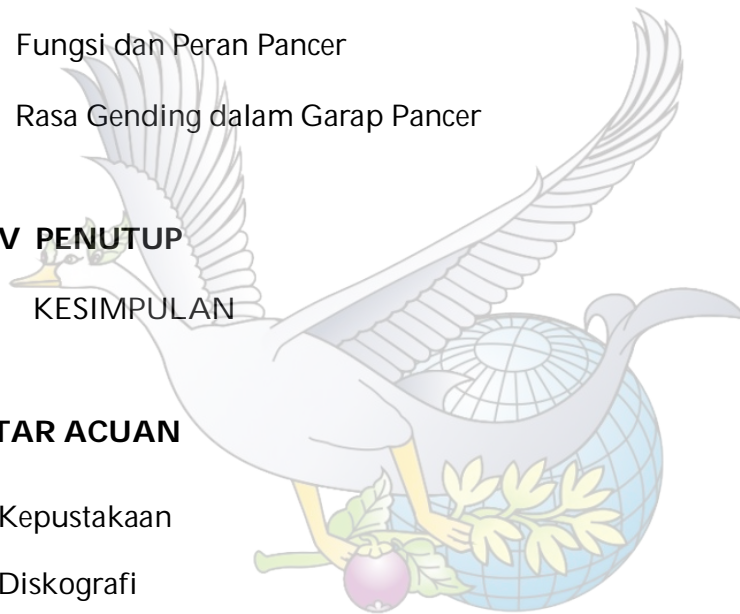 Fungsi dan Peran Pancer
Rasa Gending dalam Garap Pancer
V PENUTUP
KESIMPULAN
TAR ACUAN
Kepustakaan
Diskografi